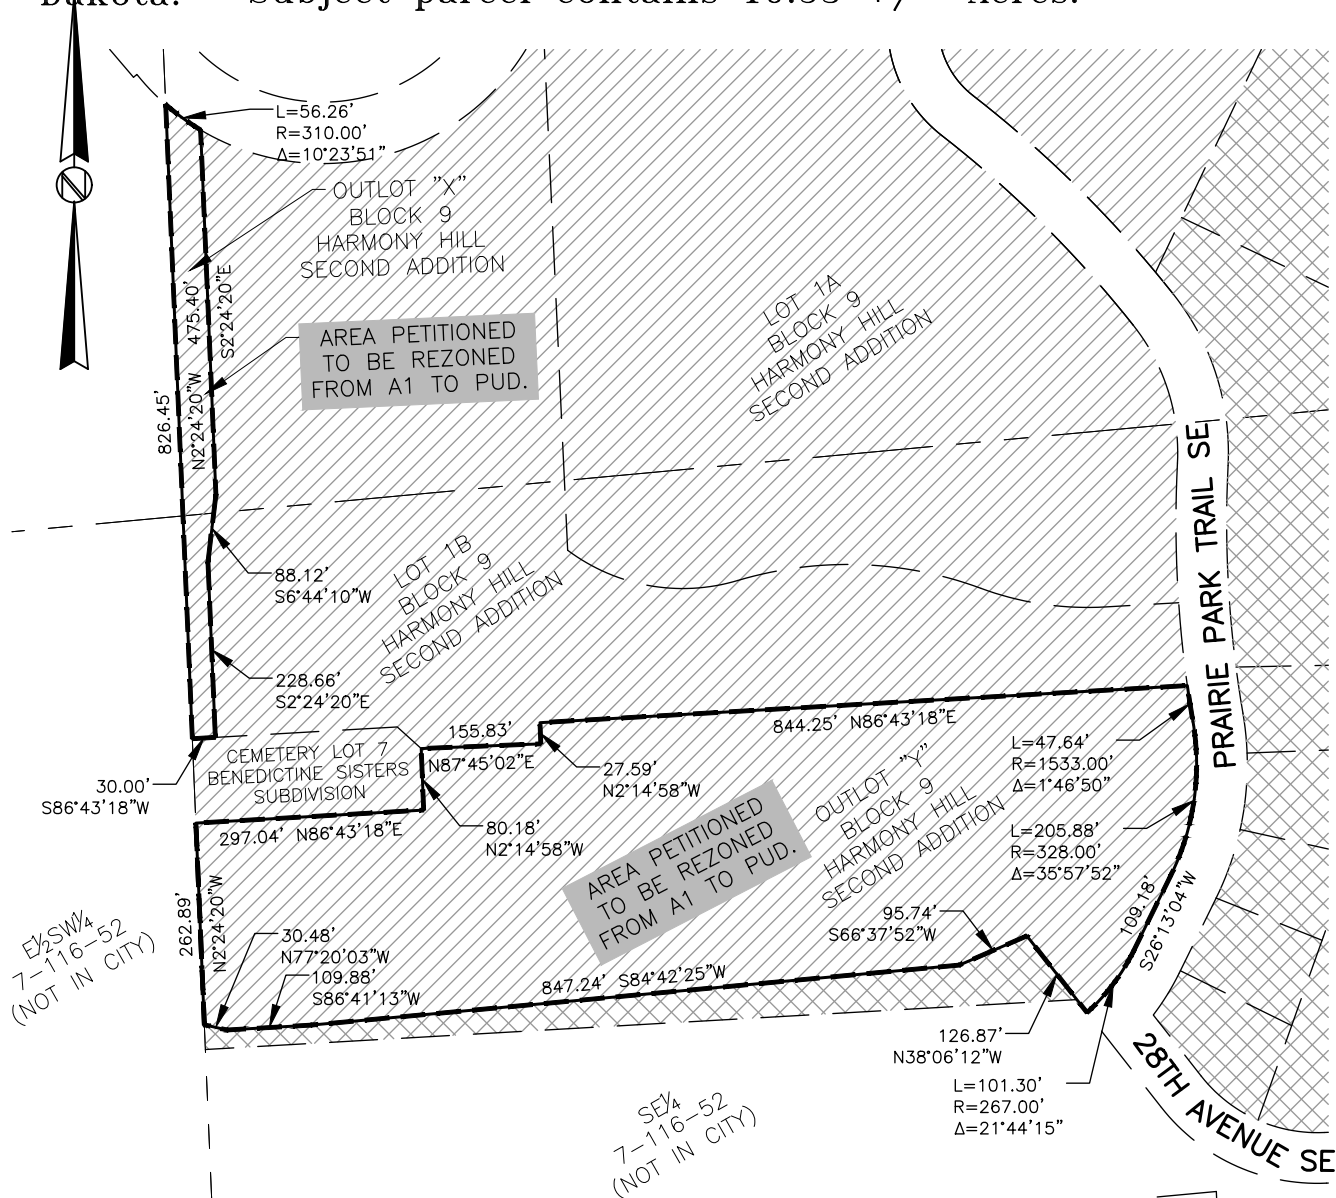 L=56.26'
R=310.00'
Δ=10°23'51"
N
OUTLOT "X"
BLOCK 9
HARMONY HILL
SECOND ADDITION
475.40'
S2°24'20"E
AREA PETITIONED
TO BE REZONED
FROM A1 TO PUD.
LOT 1A
BLOCK 9
HARMONY HILL
SECOND ADDITION
826.45'
N2°24'20"W
PRAIRIE PARK TRAIL SE
88.12'
S6°44'10"W
LOT 1B
BLOCK 9
HARMONY HILL
SECOND ADDITION
228.66'
S2°24'20"E
844.25' N86°43'18"E
155.83'
N87°45'02"E
CEMETERY LOT 7
BENEDICTINE SISTERS
SUBDIVISION
30.00'
S86°43'18"W
27.59'
N2°14'58"W
L=47.64'
R=1533.00'
Δ=1°46'50"
OUTLOT "Y"
BLOCK 9
HARMONY HILL
SECOND ADDITION
297.04' N86°43'18"E
80.18'
N2°14'58"W
AREA PETITIONED
TO BE REZONED
FROM A1 TO PUD.
L=205.88'
R=328.00'
Δ=35°57'52"
109.18'
S26°13'04"W
262.89'
N2°24'20"W
95.74'
S66°37'52"W
E½SW¼
7-116-52
(NOT IN CITY)
30.48'
N77°20'03"W
109.88'
S86°41'13"W
847.24' S84°42'25"W
126.87'
N38°06'12"W
28TH AVENUE SE
L=101.30'
R=267.00'
Δ=21°44'15"
SE¼
7-116-52
(NOT IN CITY)